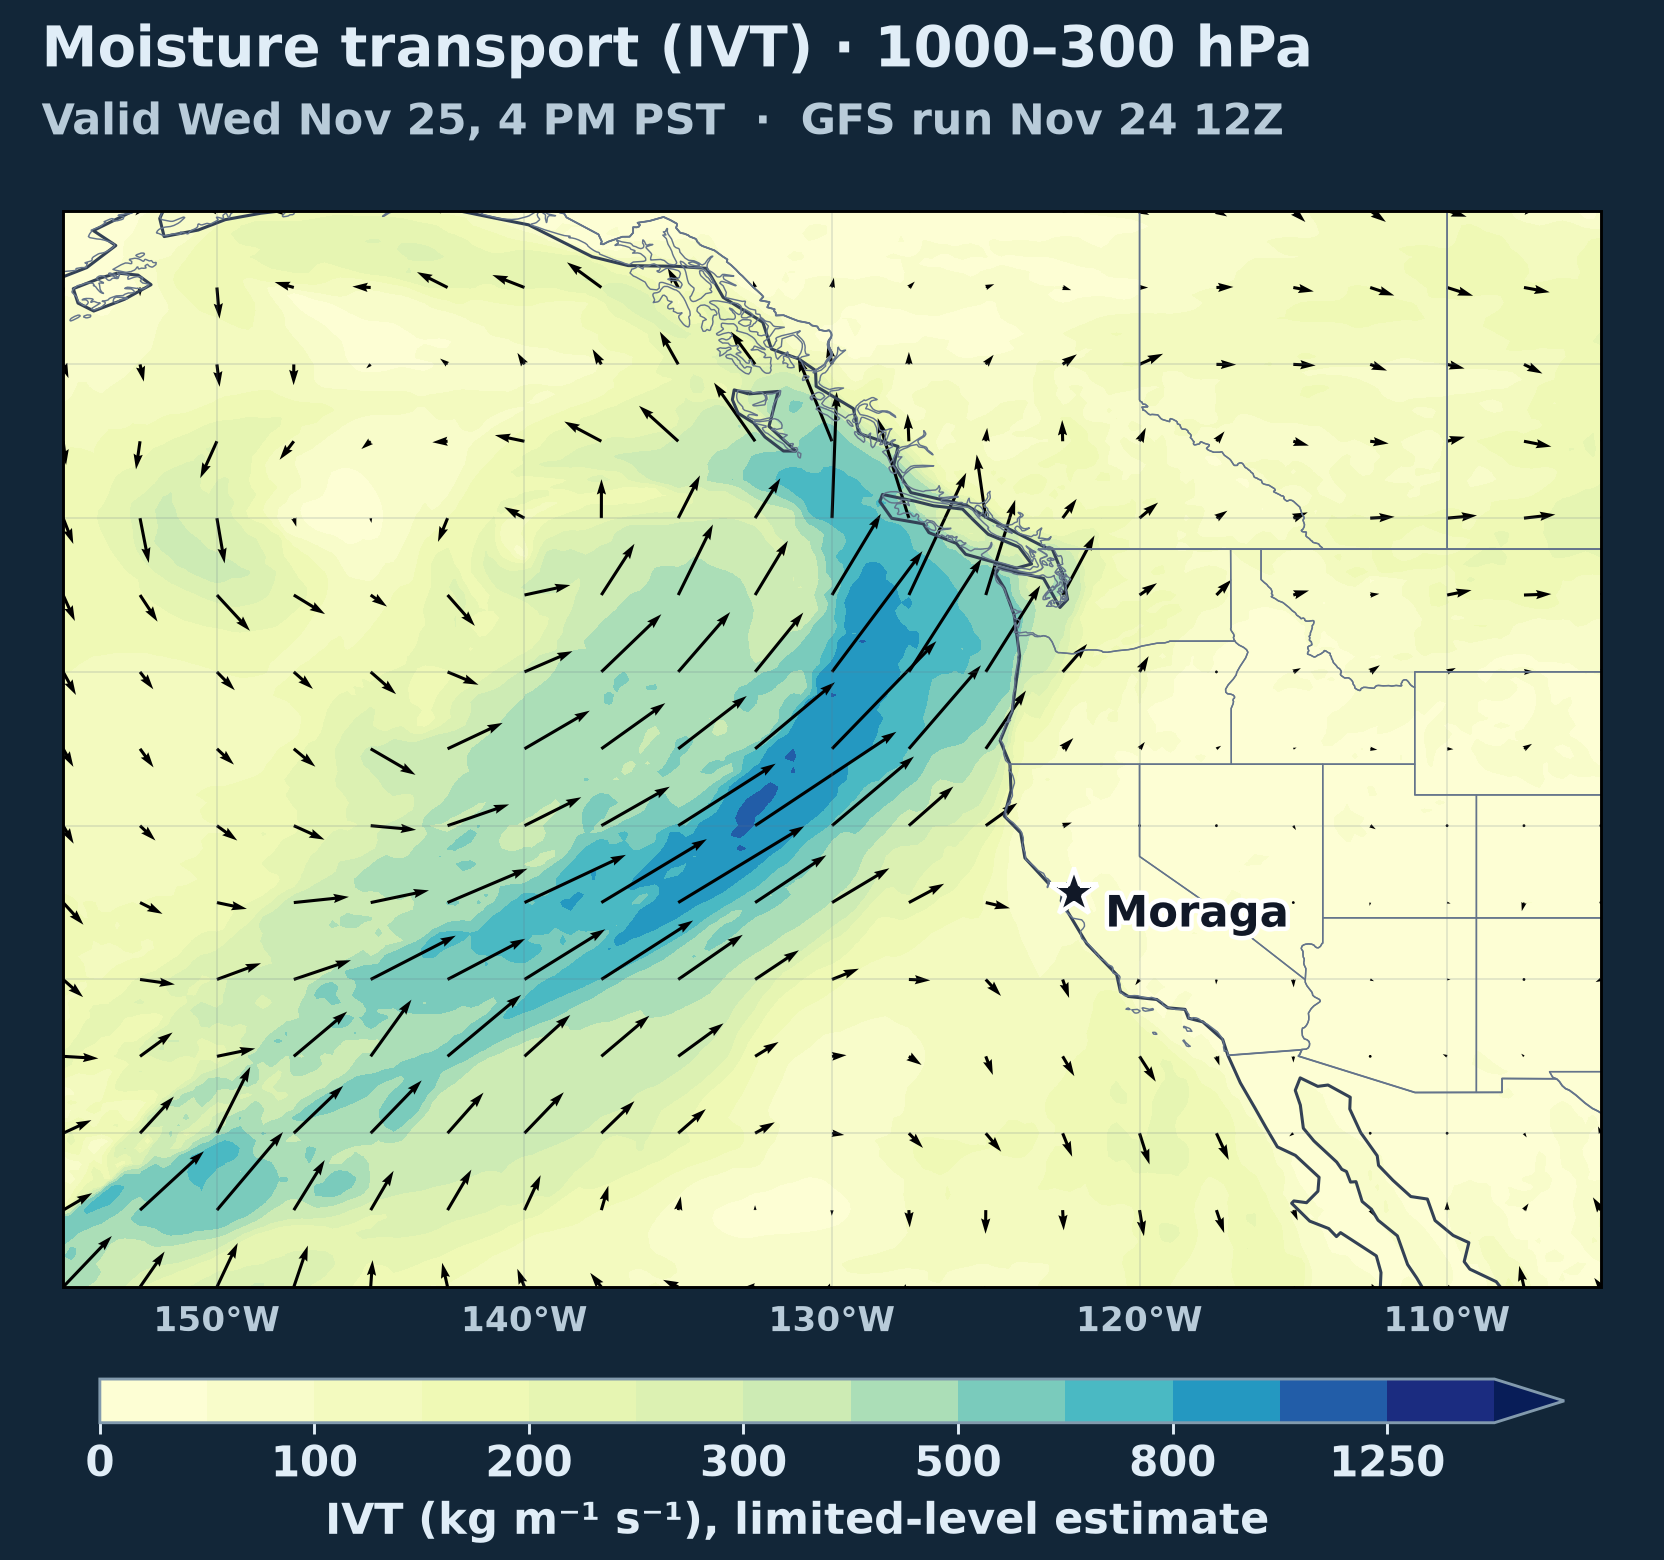 Moisture transport (IVT) · 1000–300 hPa
Valid Wed Nov 25, 4 PM PST · GFS run Nov 24 12Z
Moraga
150°W 140°W 130°W 120°W 110°W
0 100 200 300 500 800 1250
IVT (kg m⁻¹ s⁻¹), limited-level estimate